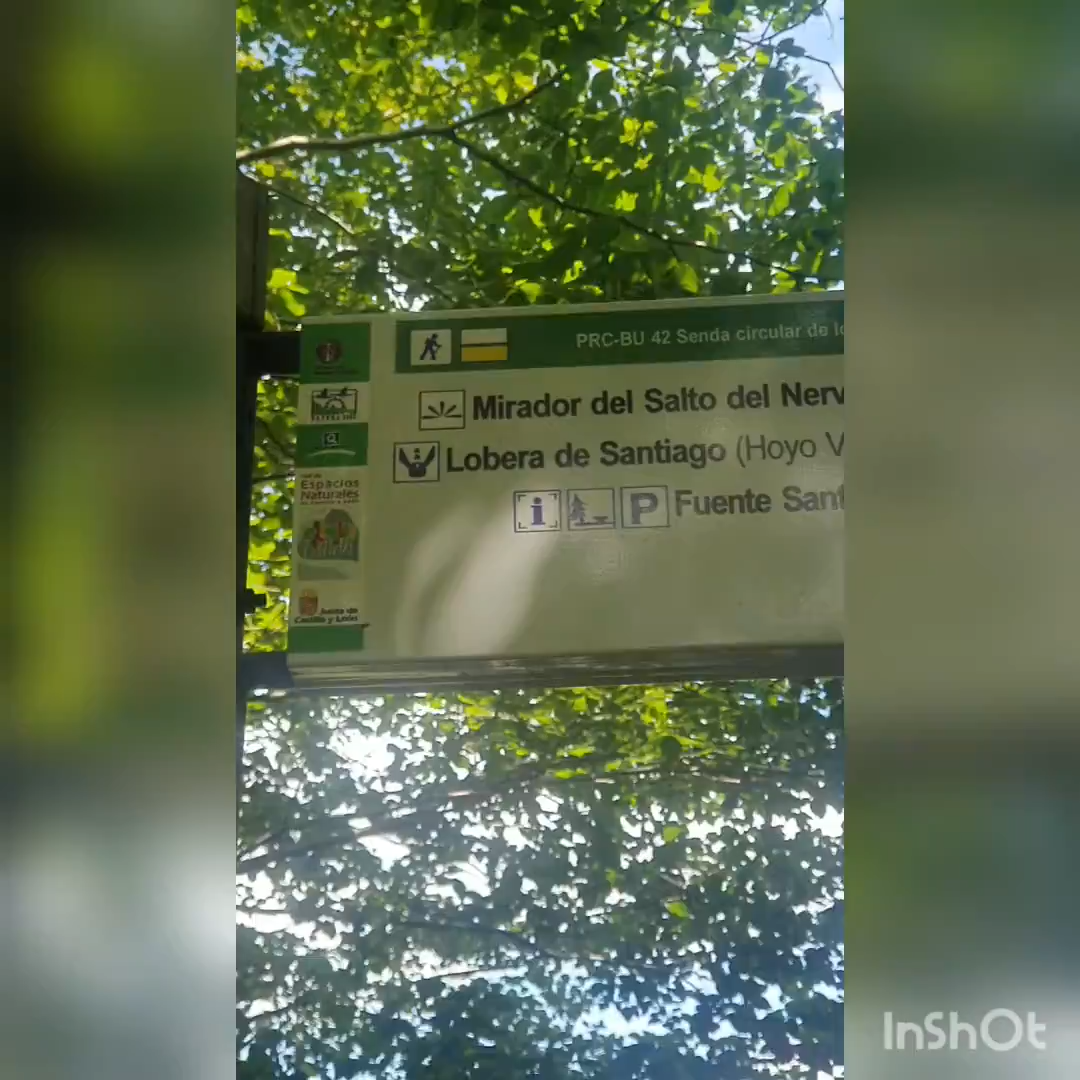 PRC-BU 42 Senda circular de lo
Mirador del Salto del Nerv
Lobera de Santiago (Hoyo V
i P Fuente Sant
Espacios
Naturales
Junta de
Castilla y León
InShOt